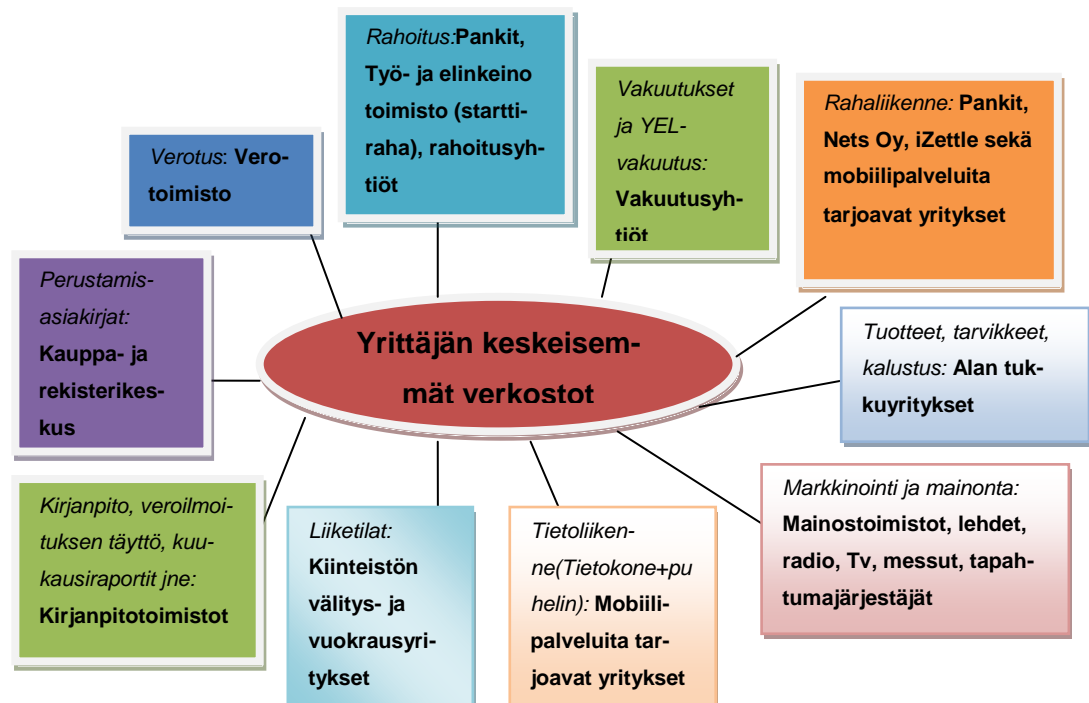 Rahoitus:Pankit,
Työ- ja elinkeino
toimisto (startti-
raha), rahoitusyh-
tiöt
Vakuutukset
ja YEL-
vakuutus:
Vakuutusyh-
tiöt
Rahaliikenne: Pankit,
Nets Oy, iZettle sekä
mobiilipalveluita
tarjoavat yritykset
Verotus: Vero-
toimisto
Perustamis-
asiakirjat:
Kauppa- ja
rekisterikes-
kus
Yrittäjän keskeisem-
mät verkostot
Tuotteet, tarvikkeet,
kalustus: Alan tuk-
kuyritykset
Kirjanpito, veroilmoi-
tuksen täyttö, kuu-
kausiraportit jne:
Kirjanpitotoimistot
Liiketilat:
Kiinteistön
välitys- ja
vuokrausyri-
tykset
Tietoliiken-
ne(Tietokone+pu
helin): Mobiili-
palveluita tar-
joavat yritykset
Markkinointi ja mainonta:
Mainostoimistot, lehdet,
radio, Tv, messut, tapah-
tumajärjestäjät